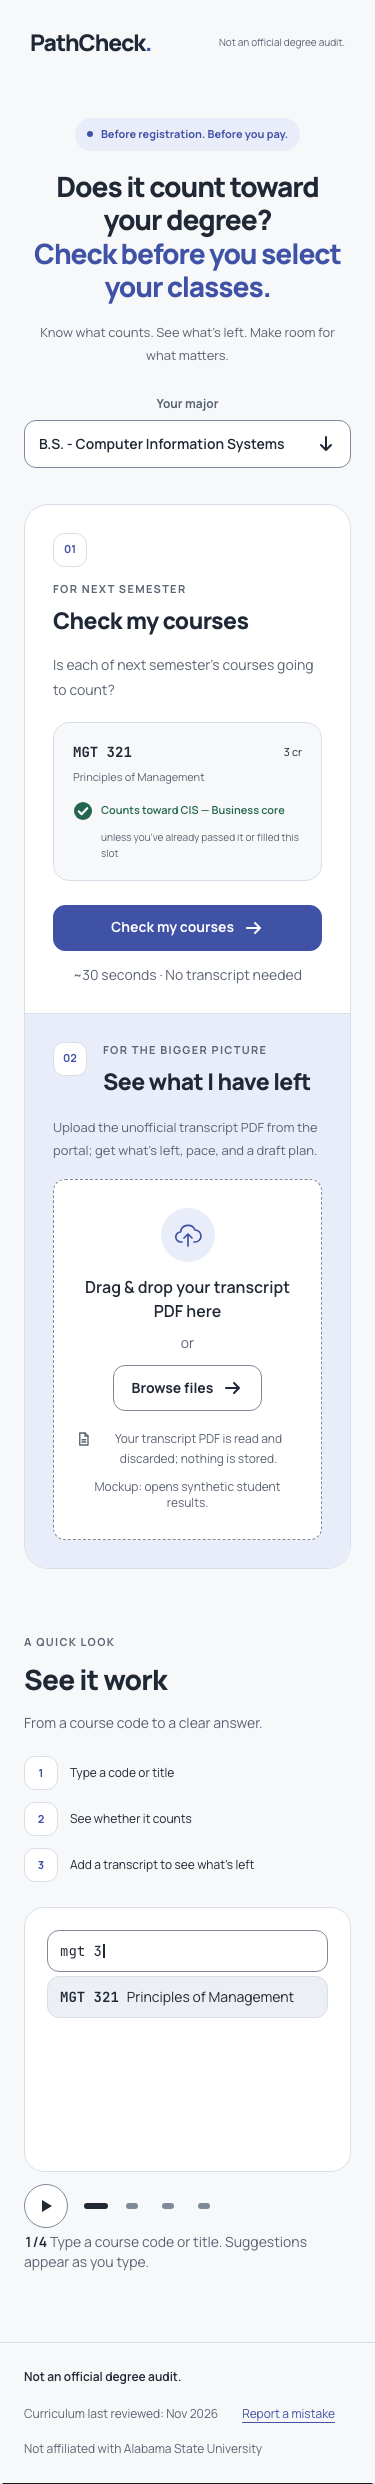 PathCheck.
Not an official degree audit.
Before registration. Before you pay.
Does it count toward
your degree?
Check before you select
your classes.
Know what counts. See what's left. Make room for
what matters.
Your major
B.S. - Computer Information Systems
01
FOR NEXT SEMESTER
Check my courses
Is each of next semester's courses going
to count?
MGT 321
3 cr
Principles of Management
Counts toward CIS — Business core
unless you've already passed it or filled this
slot
Check my courses
~30 seconds · No transcript needed
02
FOR THE BIGGER PICTURE
See what I have left
Upload the unofficial transcript PDF from the
portal; get what's left, pace, and a draft plan.
Drag & drop your transcript
PDF here
or
Browse files
Your transcript PDF is read and
discarded; nothing is stored.
Mockup: opens synthetic student
results.
A QUICK LOOK
See it work
From a course code to a clear answer.
1
Type a code or title
2
See whether it counts
3
Add a transcript to see what's left
mgt 3
MGT 321 Principles of Management
1/4 Type a course code or title. Suggestions
appear as you type.
Not an official degree audit.
Curriculum last reviewed: Nov 2026
Report a mistake
Not affiliated with Alabama State University